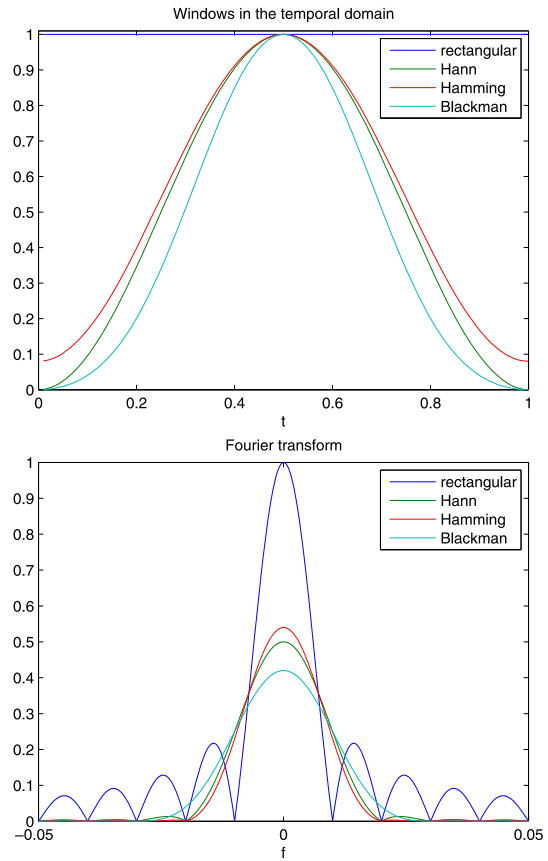 Windows in the temporal domain
1
0.9
0.8
0.7
0.6
0.5
0.4
0.3
0.2
0.1
0
rectangular
Hann
Hamming
Blackman
0 0.2 0.4 0.6 0.8 1
t
Fourier transform
1
0.9
0.8
0.7
0.6
0.5
0.4
0.3
0.2
0.1
0
rectangular
Hann
Hamming
Blackman
−0.05 0 0.05
f